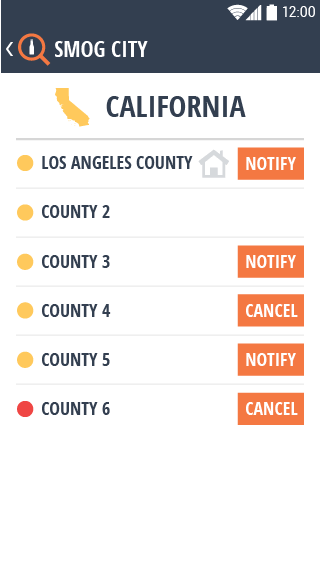 12:00
SMOG CITY
CALIFORNIA
LOS ANGELES COUNTY NOTIFY
COUNTY 2
COUNTY 3 NOTIFY
COUNTY 4 CANCEL
COUNTY 5 NOTIFY
COUNTY 6 CANCEL